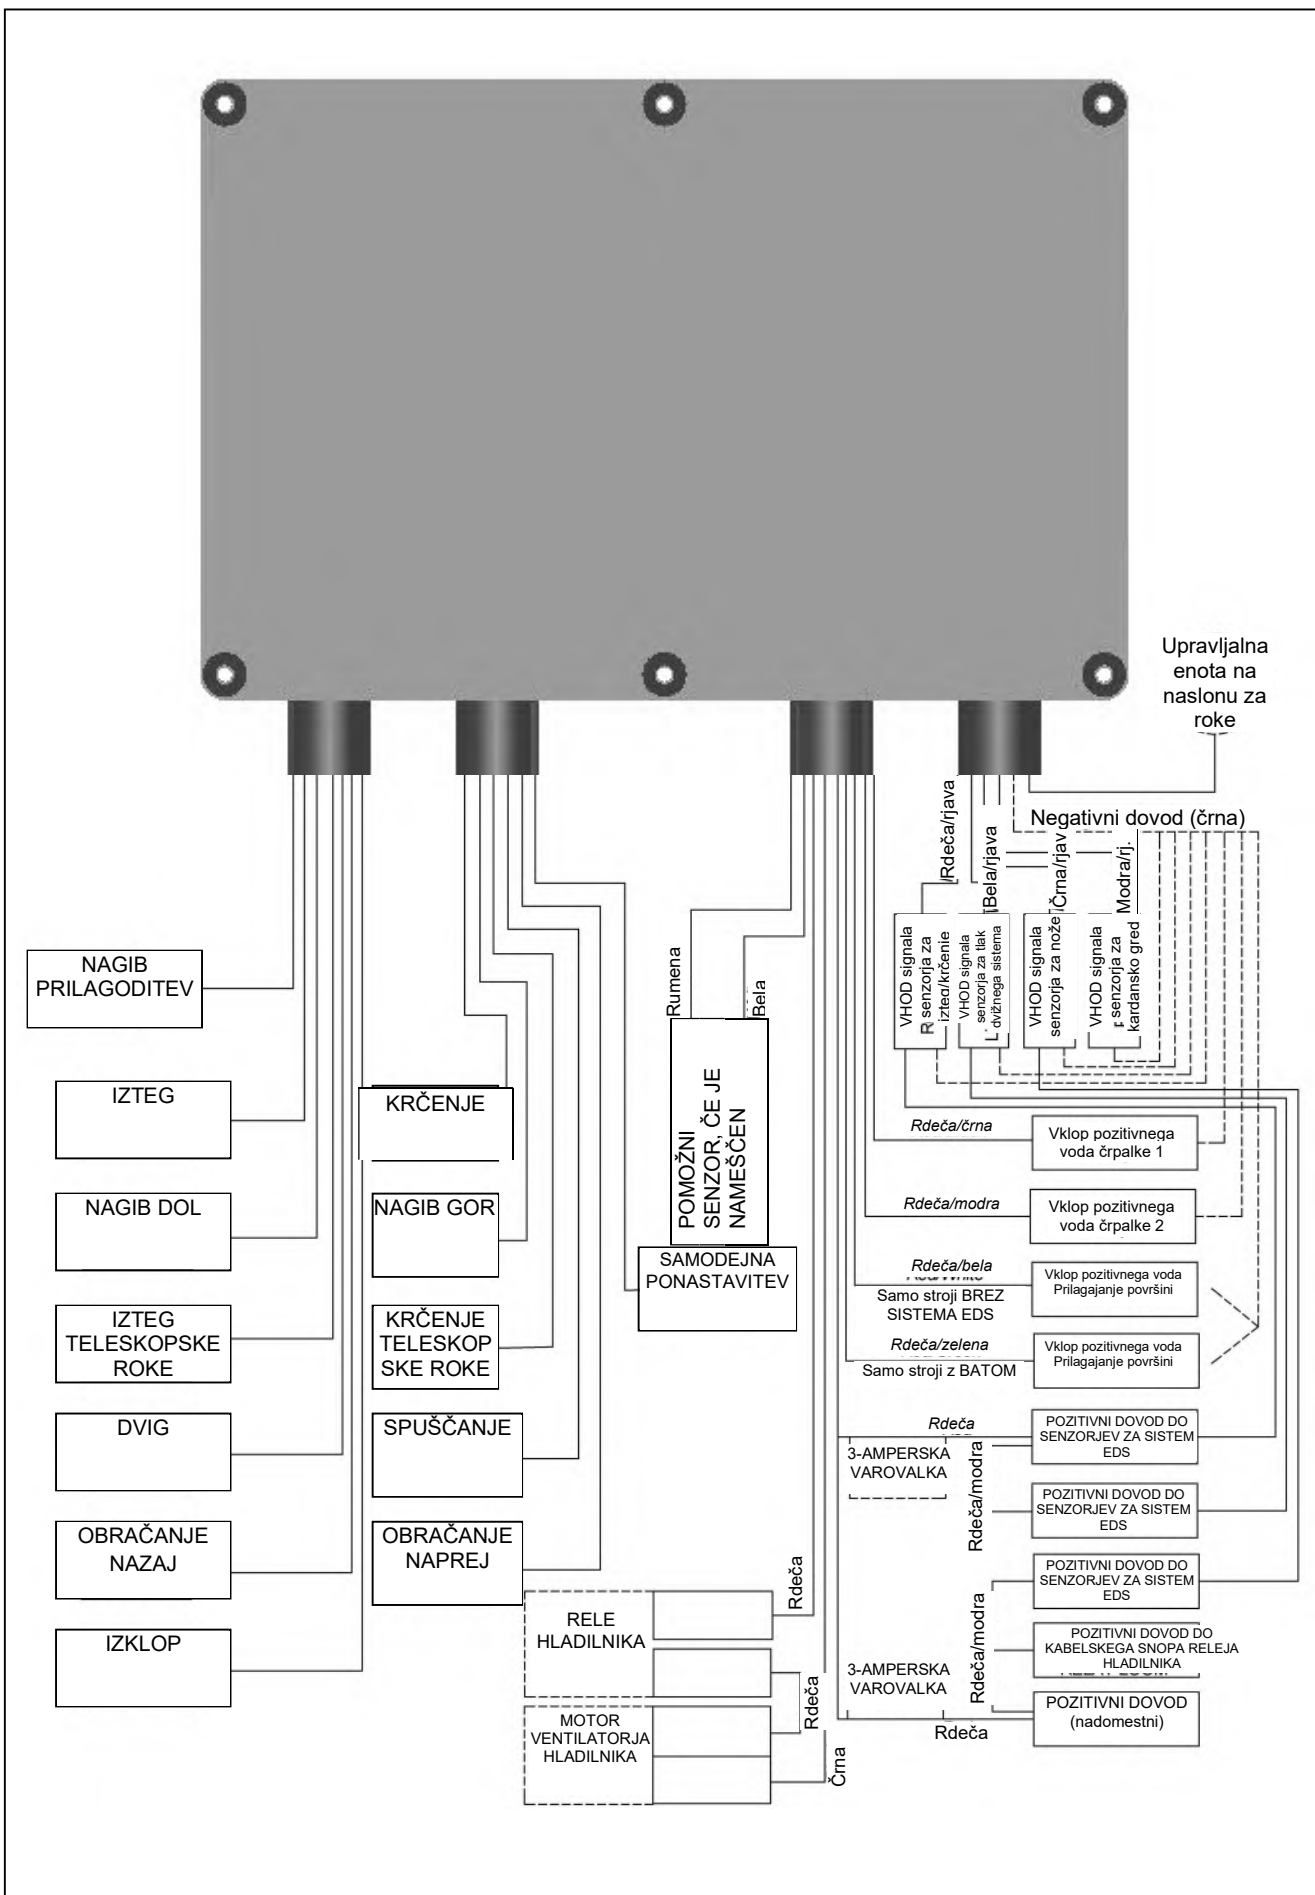 Upravljalna
enota na
naslonu za
roke
Negativni dovod (črna)
/Rdeča/rjava
Bela/rjava
Črna/rjav
Modra/rj.
VHOD signala
senzorja za
izteg/krčenje
VHOD signala
senzorja za tlak
dvižnega sistema
VHOD signala
senzorja za nože
VHOD signala
senzorja za
kardansko gred
NAGIB
PRILAGODITEV
IZTEG
NAGIB DOL
IZTEG
TELESKOPSKE
ROKE
DVIG
OBRAČANJE
NAZAJ
IZKLOP
KRČENJE
NAGIB GOR
KRČENJE
TELESKOP
SKE ROKE
SPUŠČANJE
OBRAČANJE
NAPREJ
Rumena
Bela
POMOŽNI
SENZOR, ČE JE
NAMEŠČEN
SAMODEJNA
PONASTAVITEV
Rdeča/črna
Vklop pozitivnega
voda črpalke 1
Rdeča/modra
Vklop pozitivnega
voda črpalke 2
Rdeča/bela
Samo stroji BREZ
SISTEMA EDS
Vklop pozitivnega voda
Prilagajanje površini
Rdeča/zelena
Samo stroji z BATOM
Vklop pozitivnega voda
Prilagajanje površini
Rdeča
3-AMPERSKA
VAROVALKA
Rdeča/modra
POZITIVNI DOVOD DO
SENZORJEV ZA SISTEM
EDS
POZITIVNI DOVOD DO
SENZORJEV ZA SISTEM
EDS
POZITIVNI DOVOD DO
SENZORJEV ZA SISTEM
EDS
Rdeča/modra
POZITIVNI DOVOD DO
KABELSKEGA SNOPA RELEJA
HLADILNIKA
3-AMPERSKA
VAROVALKA
POZITIVNI DOVOD
(nadomestni)
Rdeča
RELE
HLADILNIKA
Rdeča
MOTOR
VENTILATORJA
HLADILNIKA
Rdeča
Črna